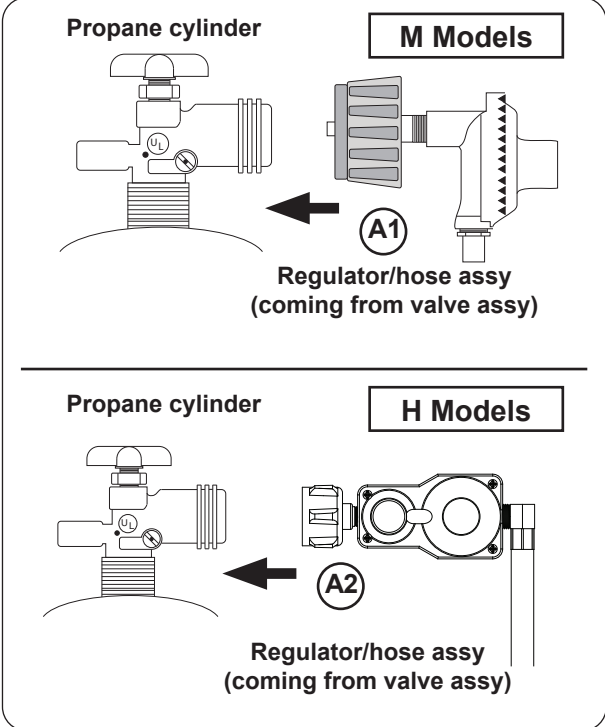 Propane cylinder
M Models
UL
A1
Regulator/hose assy
(coming from valve assy)
Propane cylinder
H Models
UL
A2
Regulator/hose assy
(coming from valve assy)